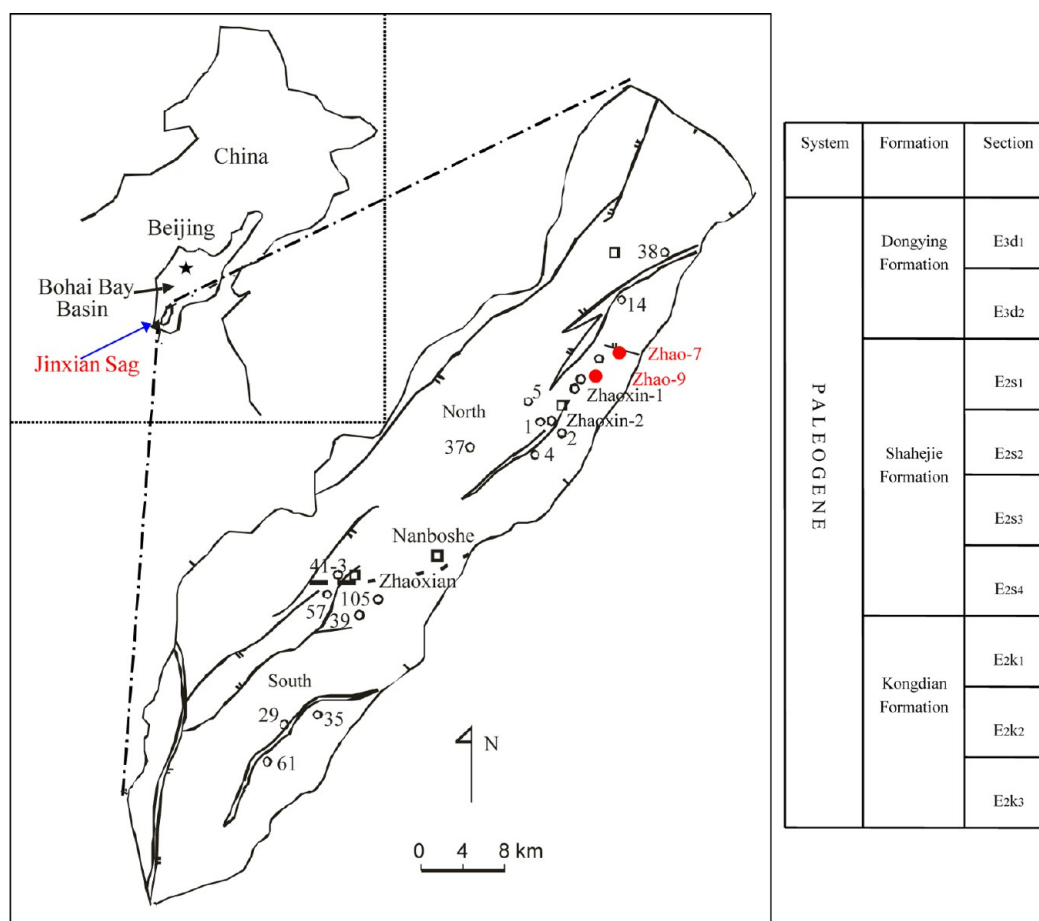 China
Beijing
Bohai Bay
Basin
Jinxian Sag
38
14
Zhao-7
Zhao-9
5
Zhaoxin-1
North
1
Zhaoxin-2
2
37
4
Nanboshe
41-3
Zhaoxian
57
105
39
South
29
35
61
N
0 4 8 km
System Formation Section
PALEOGENE
Dongying
Formation
E3d1
E3d2
Shahejie
Formation
E2s1
E2s2
E2s3
E2s4
Kongdian
Formation
E2k1
E2k2
E2k3